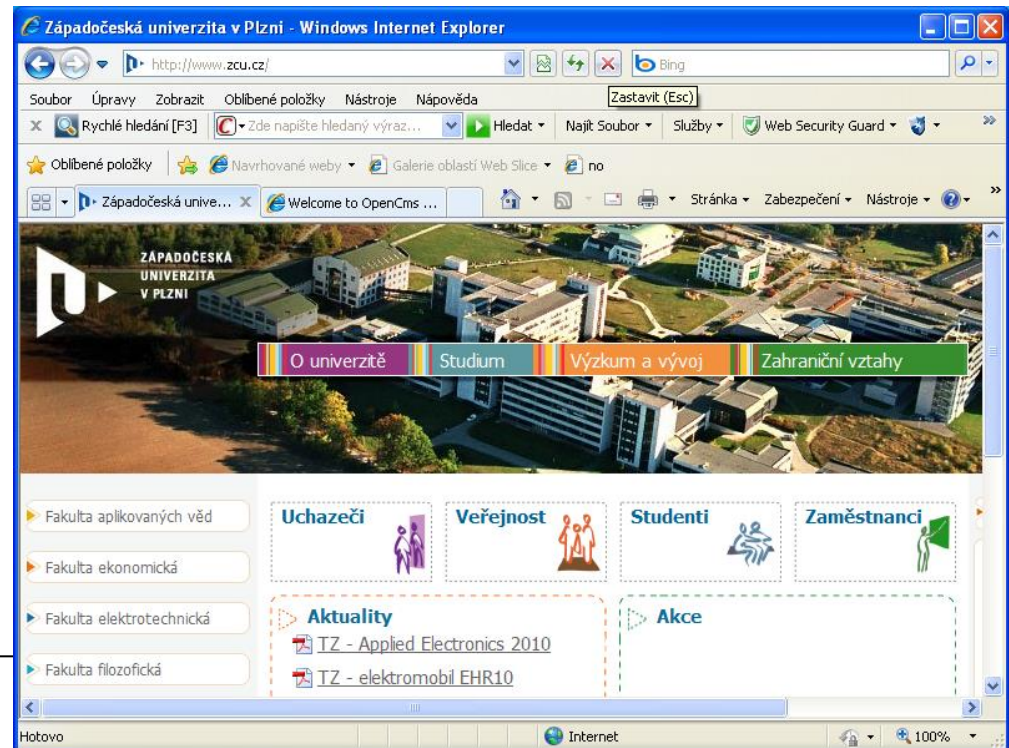 Západočeská univerzita v Plzni - Windows Internet Explorer
http://www.zcu.cz/
Bing
Soubor Úpravy Zobrazit Oblíbené položky Nástroje Nápověda
Zastavit (Esc)
x Rychlé hledání [F3] Zde napište hledaný výraz... Hledat Najít Soubor Služby Web Security Guard »
Oblíbené položky Navrhované weby Galerie oblastí Web Slice no
Západočeská unive... x Welcome to OpenCms ... Stránka Zabezpečení Nástroje »
ZÁPADOČESKÁ
UNIVERZITA
V PLZNI
O univerzitě Studium Výzkum a vývoj Zahraniční vztahy
Fakulta aplikovaných věd
Fakulta ekonomická
Fakulta elektrotechnická
Fakulta filozofická
Uchazeči Veřejnost Studenti Zaměstnanci
Aktuality
TZ - Applied Electronics 2010
TZ - elektromobil EHR10
Akce
Hotovo Internet 100%